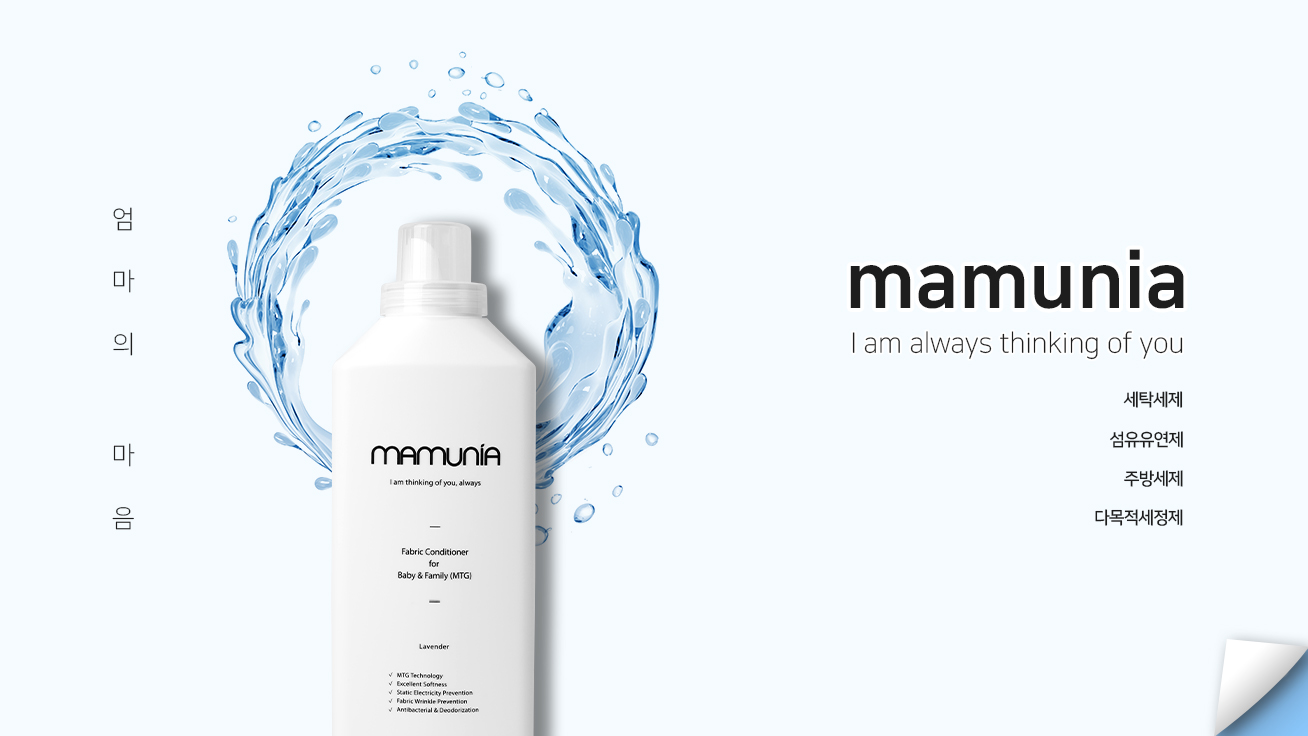 엄
마
의
마
음
MAMUNÍA
I am thinking of you, always
Fabric Conditioner
for
Baby & Family (MTG)
Lavender
√ MTG Technology
√ Excellent Softness
√ Static Electricity Prevention
√ Fabric Wrinkle Prevention
√ Antibacterial & Deodorization
mamunia
I am always thinking of you
세탁세제
섬유유연제
주방세제
다목적세정제